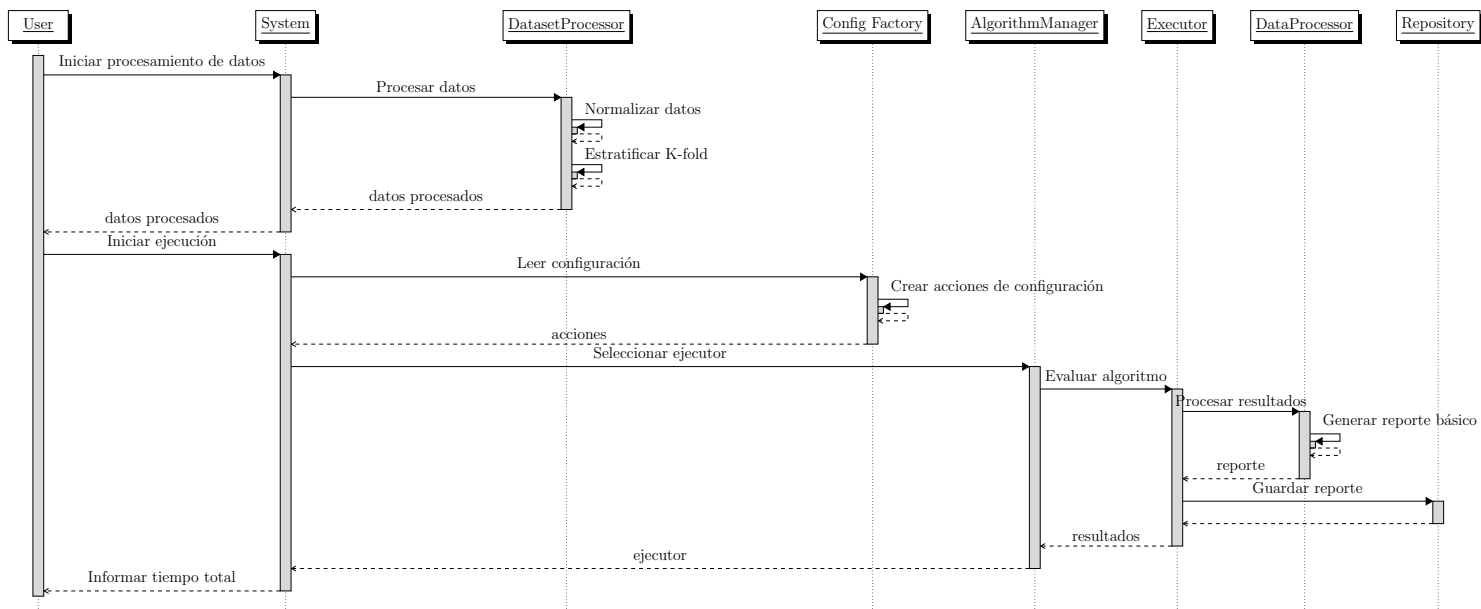 User
System
DatasetProcessor
Config Factory
AlgorithmManager
Executor
DataProcessor
Repository
Iniciar procesamiento de datos
Procesar datos
Normalizar datos
Estratificar K-fold
datos procesados
datos procesados
Iniciar ejecución
Leer configuración
Crear acciones de configuración
acciones
Seleccionar ejecutor
Evaluar algoritmo
Procesar resultados
Generar reporte básico
reporte
Guardar reporte
resultados
ejecutor
Informar tiempo total